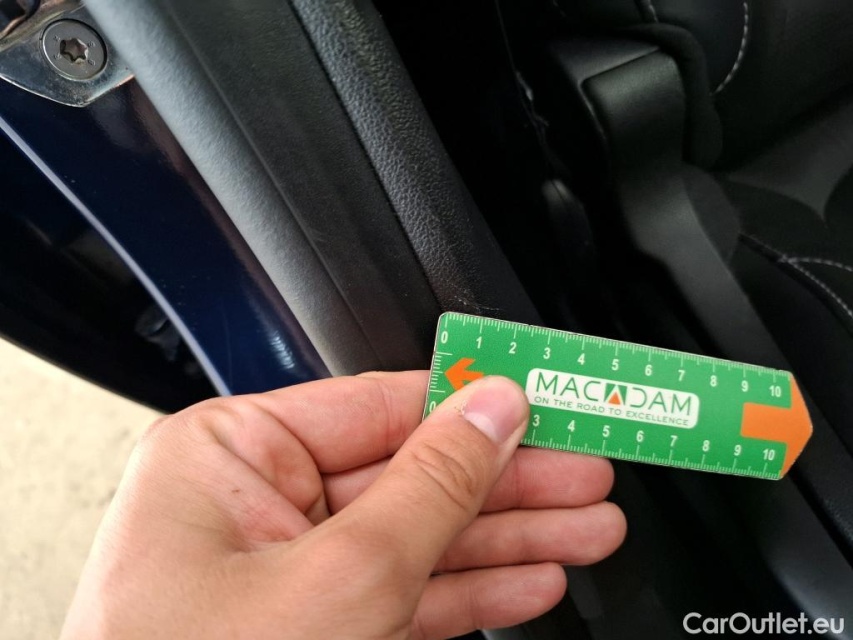 0 1 2 3 4 5 6 7 8 9 10
MACADAM
ON THE ROAD TO EXCELLENCE
0 3 4 5 6 7 8 9 10
CarOutlet.eu